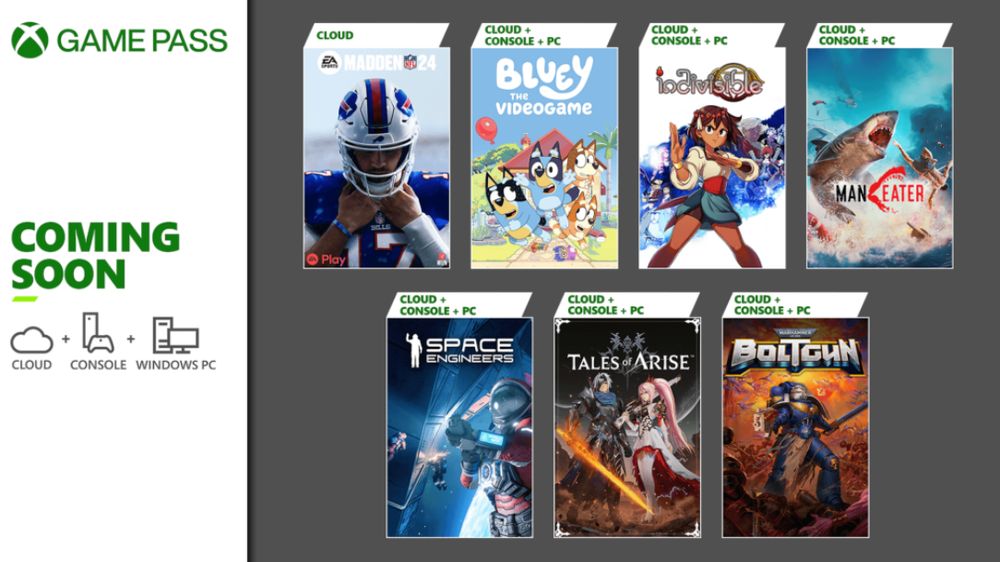 GAME PASS
COMING
SOON
CLOUD + CONSOLE + WINDOWS PC
CLOUD
EA SPORTS MADDEN NFL 24
BILLS
17
EA Play
CLOUD +
CONSOLE + PC
BLUEY
THE
VIDEOGAME
CLOUD +
CONSOLE + PC
indivisible
CLOUD +
CONSOLE + PC
MANEATER
CLOUD +
CONSOLE + PC
SPACE
ENGINEERS
CLOUD +
CONSOLE + PC
TALES of ARISE
CLOUD +
CONSOLE + PC
WARHAMMER
BOLTGUN